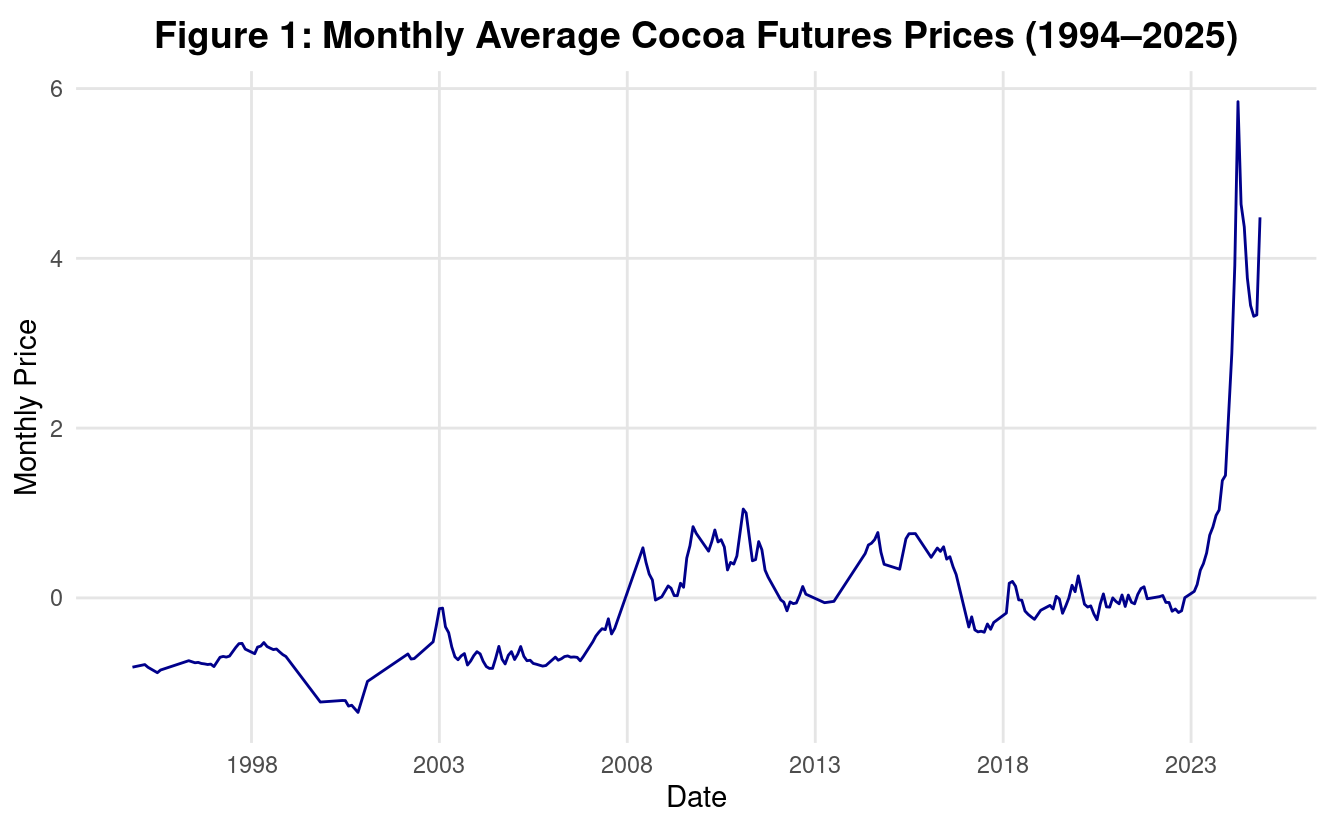 Figure 1: Monthly Average Cocoa Futures Prices (1994–2025)
6
4
2
0
Monthly Price
1998 2003 2008 2013 2018 2023
Date